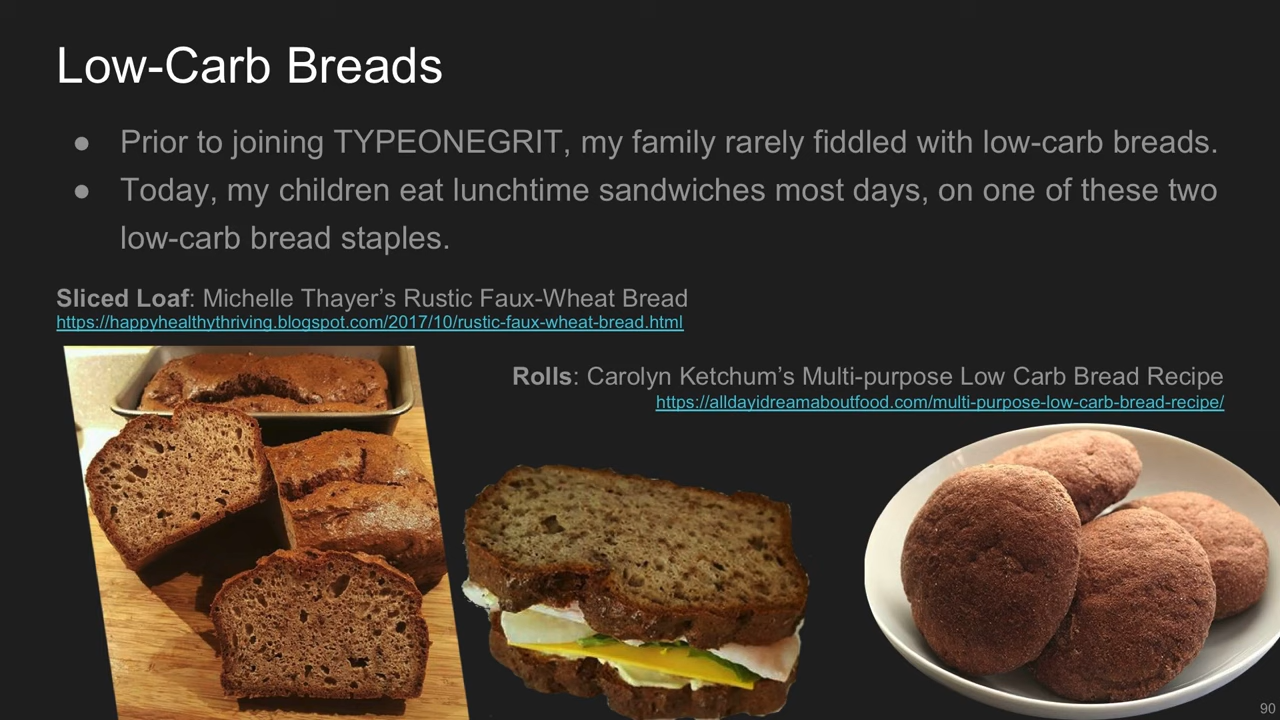 Low-Carb Breads
● Prior to joining TYPEONEGRIT, my family rarely fiddled with low-carb breads.
● Today, my children eat lunchtime sandwiches most days, on one of these two
low-carb bread staples.
Sliced Loaf: Michelle Thayer’s Rustic Faux-Wheat Bread
https://happyhealthythriving.blogspot.com/2017/10/rustic-faux-wheat-bread.html
Rolls: Carolyn Ketchum’s Multi-purpose Low Carb Bread Recipe
https://alldayidreamaboutfood.com/multi-purpose-low-carb-bread-recipe/
90